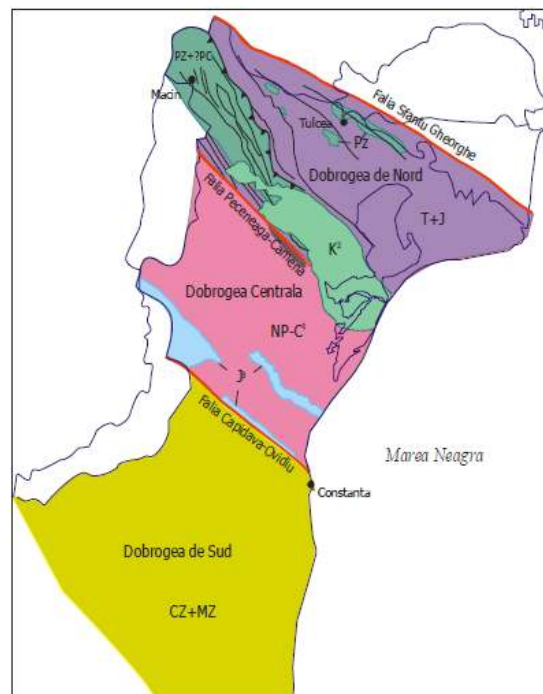 PZ+?PC
Macin
Falia Sfantu Gheorghe
Tulcea
PZ
Dobrogea de Nord
T+J
Falia Peceneaga-Camena
K²
Dobrogea Centrala
NP-C¹
J³
Falia Capidava-Ovidiu
Marea Neagra
Constanta
Dobrogea de Sud
CZ+MZ